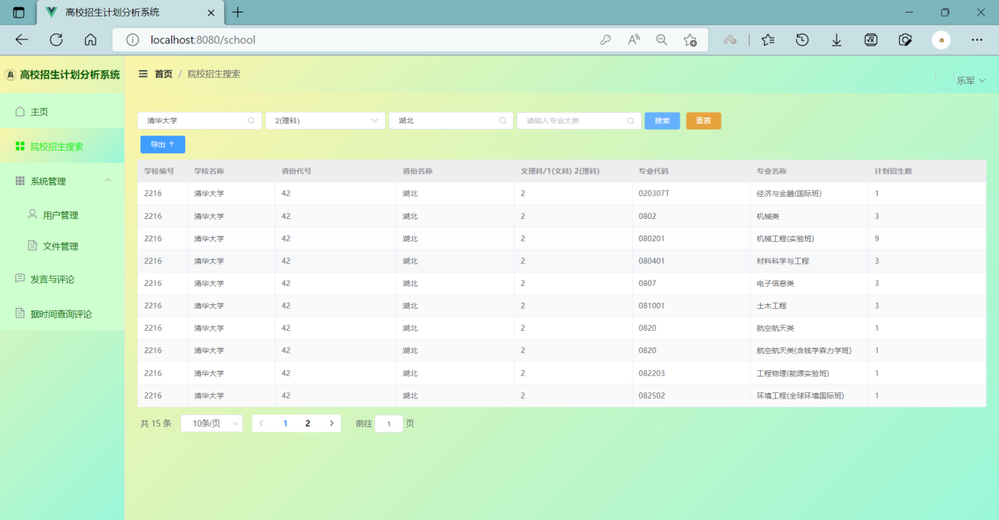 高校招生计划分析系统
localhost:8080/school
高校招生计划分析系统
首页 / 院校招生搜索
乐军
主页
院校招生搜索
系统管理
用户管理
文件管理
发言与评论
据时间查询评论
清华大学 2(理科) 湖北 请输入专业大类 搜索 重置
导出
学校编号 学校名称 省份代号 省份名称 文理科/1(文科) 2(理科) 专业代码 专业名称 计划招生数
2216 清华大学 42 湖北 2 020307T 经济与金融(国际班) 1
2216 清华大学 42 湖北 2 0802 机械类 3
2216 清华大学 42 湖北 2 080201 机械工程(实验班) 9
2216 清华大学 42 湖北 2 080401 材料科学与工程 3
2216 清华大学 42 湖北 2 0807 电子信息类 3
2216 清华大学 42 湖北 2 081001 土木工程 3
2216 清华大学 42 湖北 2 0820 航空航天类 1
2216 清华大学 42 湖北 2 0820 航空航天类(含钱学森力学班) 1
2216 清华大学 42 湖北 2 082203 工程物理(能源实验班) 1
2216 清华大学 42 湖北 2 082502 环境工程(全球环境国际班) 1
共 15 条 10条/页 1 2 前往 1 页